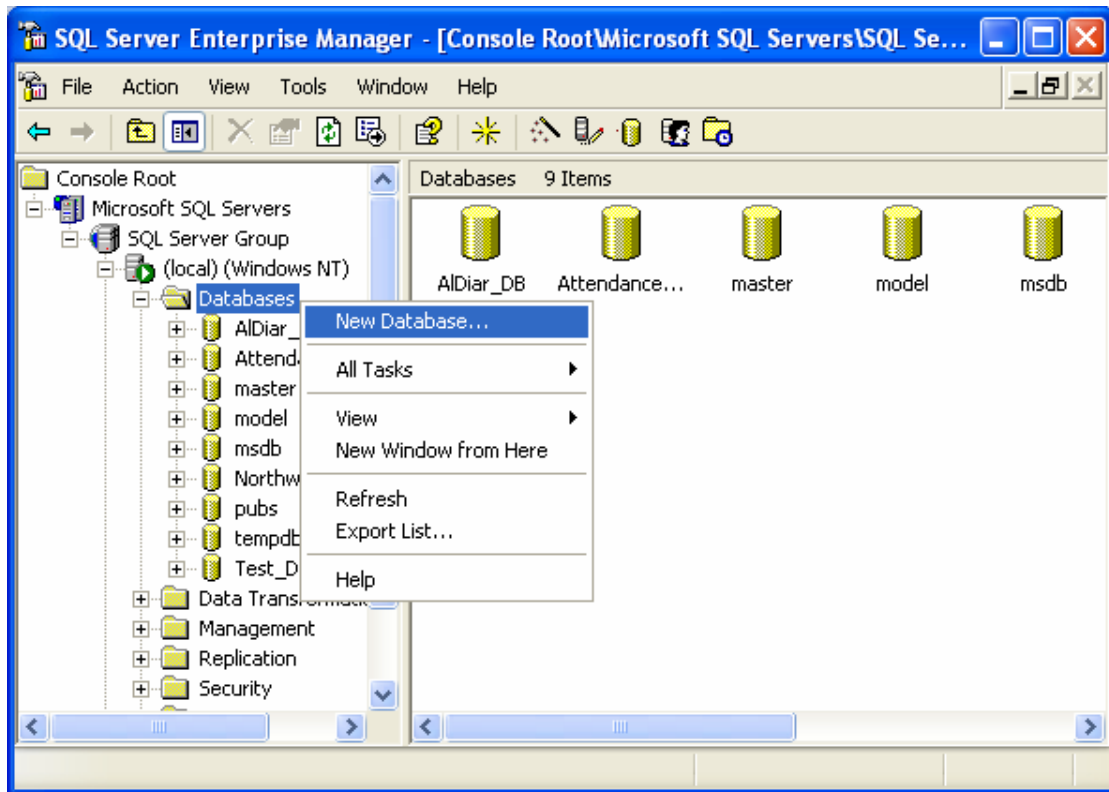 SQL Server Enterprise Manager - [Console Root\Microsoft SQL Servers\SQL Se...
File Action View Tools Window Help
Console Root
Microsoft SQL Servers
SQL Server Group
(local) (Windows NT)
Databases
AlDiar_
Attend
master
model
msdb
Northw
pubs
tempdb
Test_D
Data Transformati
Management
Replication
Security
New Database...
All Tasks
View
New Window from Here
Refresh
Export List...
Help
Databases 9 Items
AlDiar_DB Attendance... master model msdb